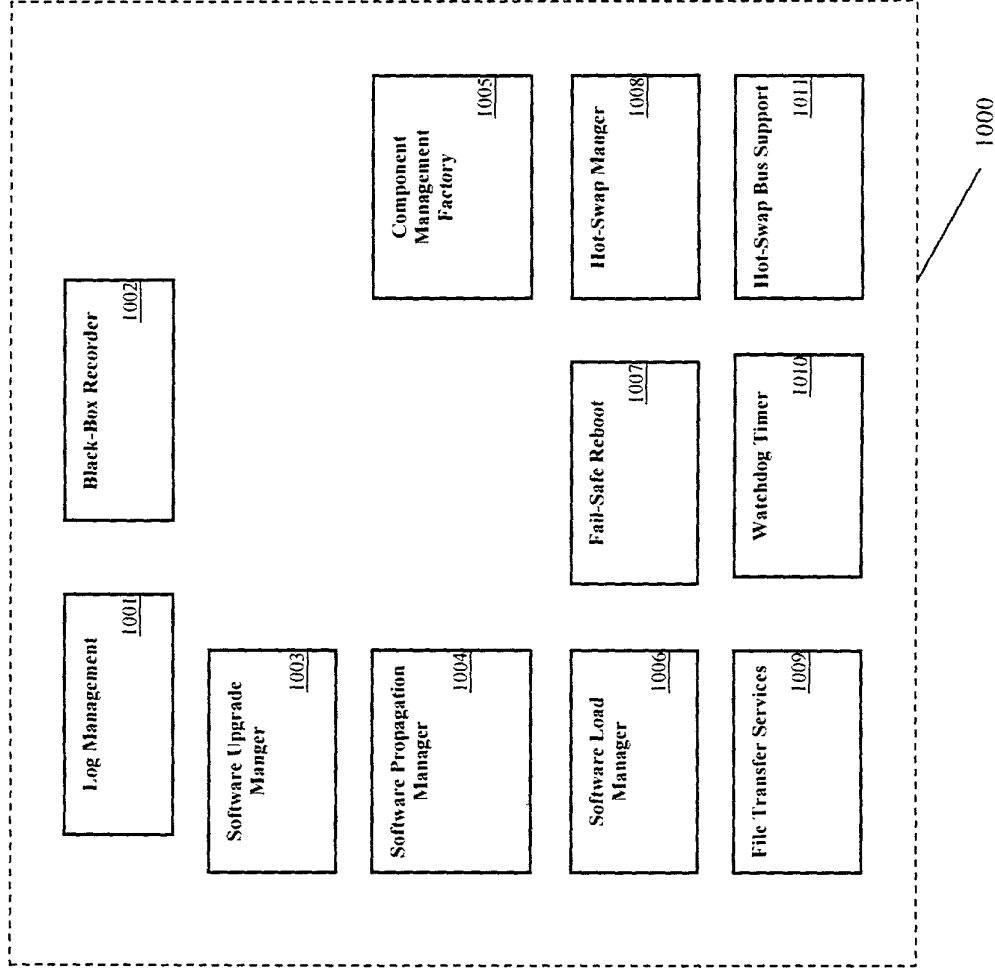 Log Management
1001
Black-Box Recorder
1002
Software Upgrade
Manger
1003
Software Propagation
Manager
1004
Component
Management
Factory
1005
Software Load
Manager
1006
Fail-Safe Reboot
1007
Hot-Swap Manger
1008
File Transfer Services
1009
Watchdog Timer
1010
Hot-Swap Bus Support
1011
1000